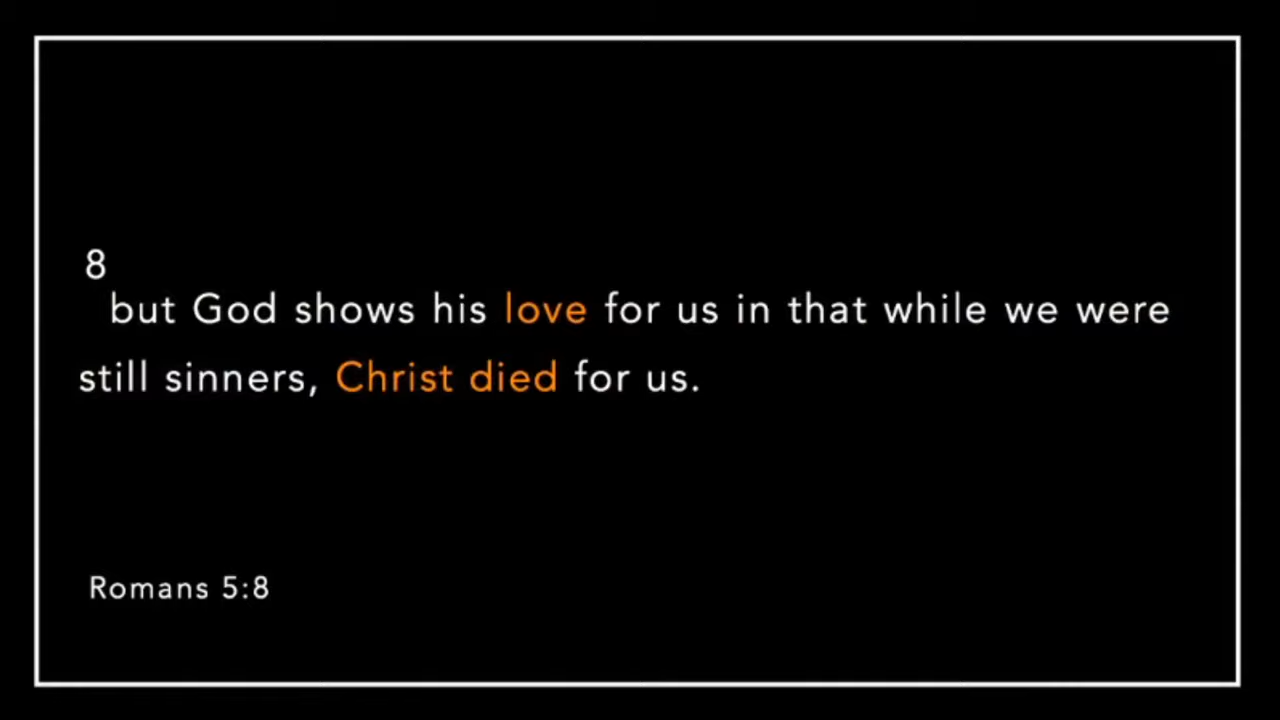 8
but God shows his love for us in that while we were
still sinners, Christ died for us.
Romans 5:8